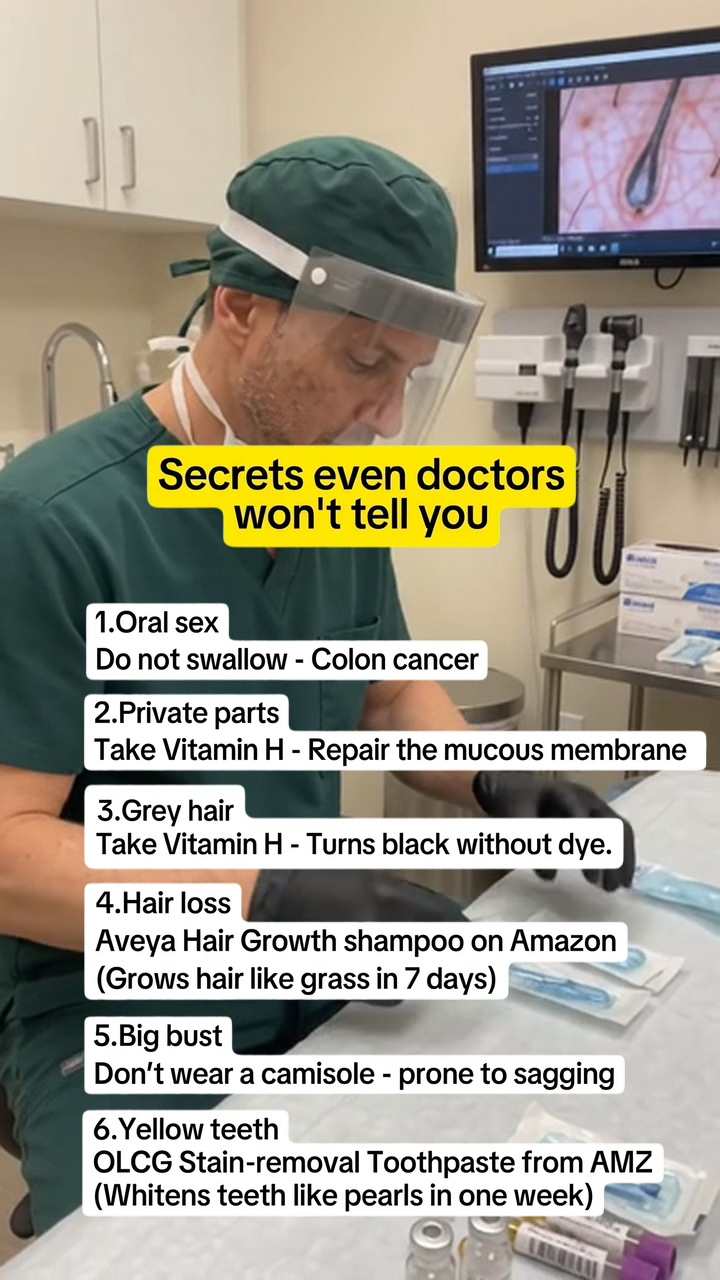 Secrets even doctors
won't tell you
1.Oral sex
Do not swallow - Colon cancer
2.Private parts
Take Vitamin H - Repair the mucous membrane
3.Grey hair
Take Vitamin H - Turns black without dye.
4.Hair loss
Aveya Hair Growth shampoo on Amazon
(Grows hair like grass in 7 days)
5.Big bust
Don’t wear a camisole - prone to sagging
6.Yellow teeth
OLCG Stain-removal Toothpaste from AMZ
(Whitens teeth like pearls in one week)